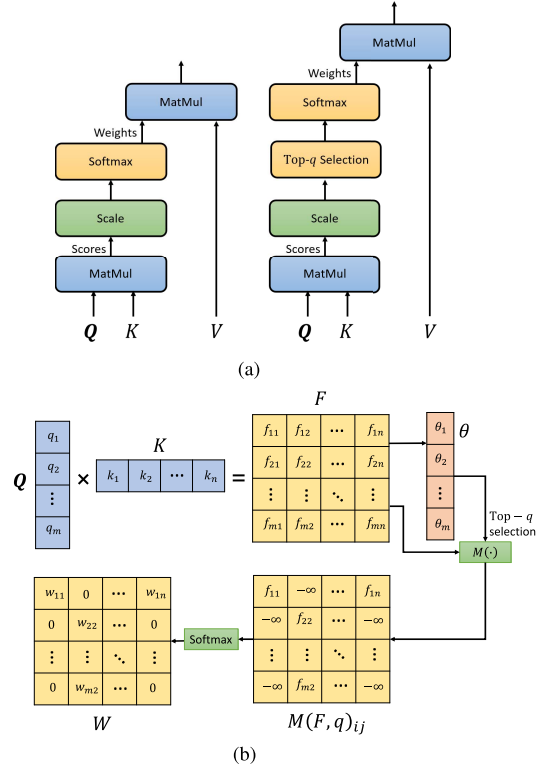 MatMul
Weights
Softmax
Scale
Scores
MatMul
Q K V
MatMul
Weights
Softmax
Top-q Selection
Scale
Scores
MatMul
Q K V
(a)
F
K
Q
q₁
q₂
⋮
qₘ
×
k₁ k₂ ⋯ kₙ
=
f₁₁ f₁₂ ⋯ f₁ₙ
f₂₁ f₂₂ ⋯ f₂ₙ
⋮ ⋮ ⋱ ⋮
fₘ₁ fₘ₂ ⋯ fₘₙ
θ₁
θ₂
⋮
θₘ
θ
Top − q
selection
M(·)
w₁₁ 0 ⋯ w₁ₙ
0 w₂₂ ⋯ 0
⋮ ⋮ ⋱ ⋮
0 wₘ₂ ⋯ 0
Softmax
f₁₁ −∞ ⋯ f₁ₙ
−∞ f₂₂ ⋯ −∞
⋮ ⋮ ⋱ ⋮
−∞ fₘ₂ ⋯ −∞
W
M(F, q)ᵢⱼ
(b)